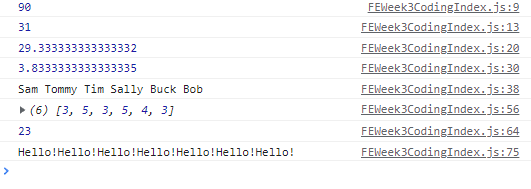 90 FEWeek3CodingIndex.js:9
31 FEWeek3CodingIndex.js:13
29.333333333333332 FEWeek3CodingIndex.js:20
3.8333333333333335 FEWeek3CodingIndex.js:30
Sam Tommy Tim Sally Buck Bob FEWeek3CodingIndex.js:38
(6) [3, 5, 3, 5, 4, 3] FEWeek3CodingIndex.js:56
23 FEWeek3CodingIndex.js:64
Hello!Hello!Hello!Hello!Hello!Hello!Hello! FEWeek3CodingIndex.js:75